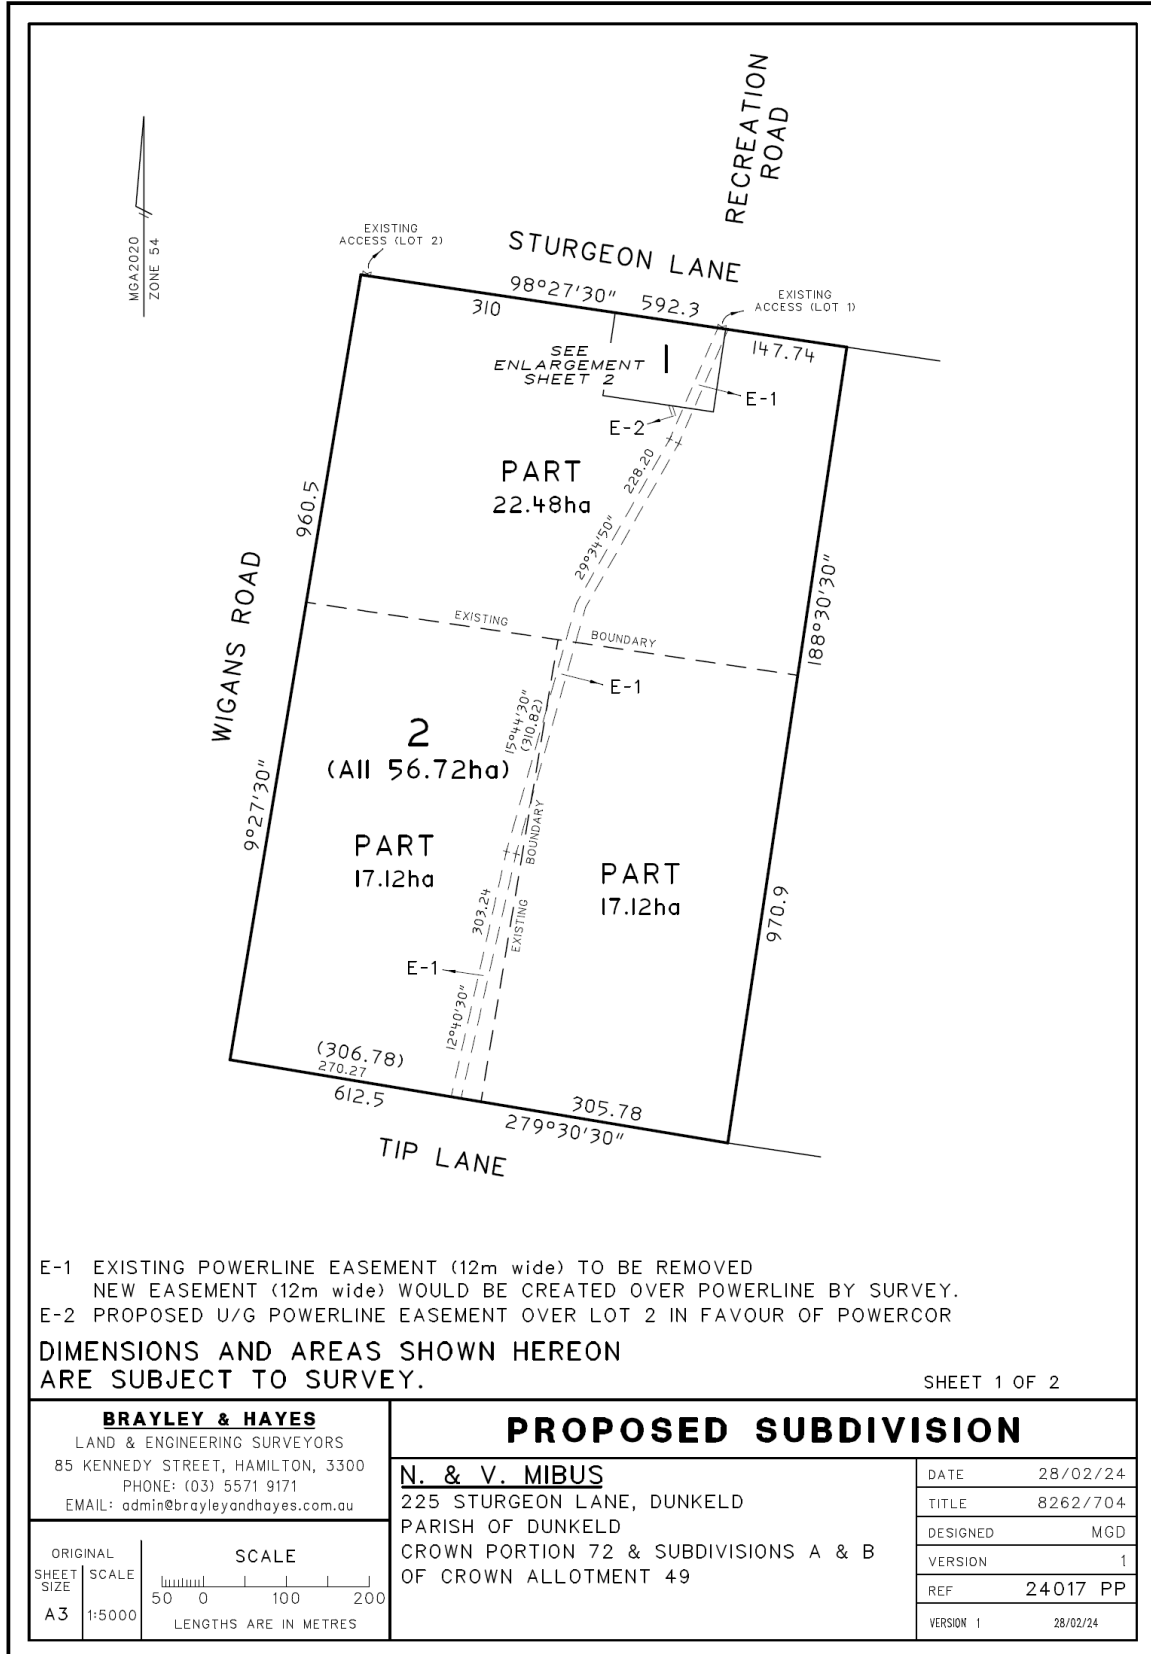 RECREATION
ROAD
MGA2020
ZONE 54
EXISTING
ACCESS (LOT 2)
STURGEON LANE
98°27'30" 592.3
310
EXISTING
ACCESS (LOT 1)
147.74
SEE
ENLARGEMENT
SHEET 2
1
E-1
E-2
228.20
PART
22.48ha
29°34'50"
960.5
WIGANS ROAD
EXISTING
BOUNDARY
188°30'30"
E-1
15°44'30"
(310.82)
2
(All 56.72ha)
9°27'30"
BOUNDARY
EXISTING
PART
17.12ha
PART
17.12ha
303.24
970.9
E-1
12°40'30"
(306.78)
270.27
612.5
305.78
279°30'30"
TIP LANE
E-1 EXISTING POWERLINE EASEMENT (12m wide) TO BE REMOVED
NEW EASEMENT (12m wide) WOULD BE CREATED OVER POWERLINE BY SURVEY.
E-2 PROPOSED U/G POWERLINE EASEMENT OVER LOT 2 IN FAVOUR OF POWERCOR
DIMENSIONS AND AREAS SHOWN HEREON
ARE SUBJECT TO SURVEY.
SHEET 1 OF 2
BRAYLEY & HAYES
LAND & ENGINEERING SURVEYORS
85 KENNEDY STREET, HAMILTON, 3300
PHONE: (03) 5571 9171
EMAIL: admin@brayleyandhayes.com.au
ORIGINAL
SHEET SIZE
SCALE
A3
1:5000
SCALE
50 0 100 200
LENGTHS ARE IN METRES
PROPOSED SUBDIVISION
N. & V. MIBUS
225 STURGEON LANE, DUNKELD
PARISH OF DUNKELD
CROWN PORTION 72 & SUBDIVISIONS A & B
OF CROWN ALLOTMENT 49
DATE 28/02/24
TITLE 8262/704
DESIGNED MGD
VERSION 1
REF 24017 PP
VERSION 1 28/02/24